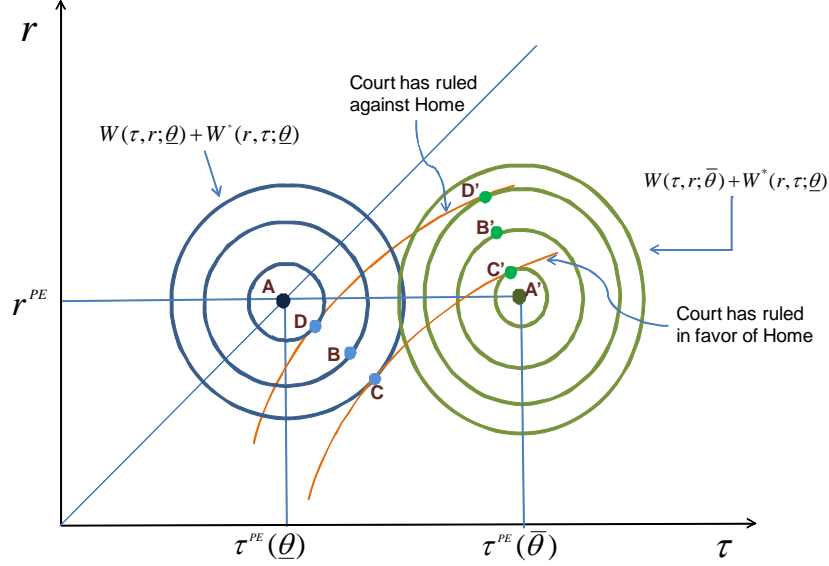 r
Court has ruled
against Home
W(τ,r;θ̲)+W*(r,τ;θ̲)
D'
W(τ,r;θ̅)+W*(r,τ;θ̲)
B'
C'
A
A'
r^PE
Court has ruled
in favor of Home
D
B
C
τ^PE(θ̲)
τ^PE(θ̅)
τ